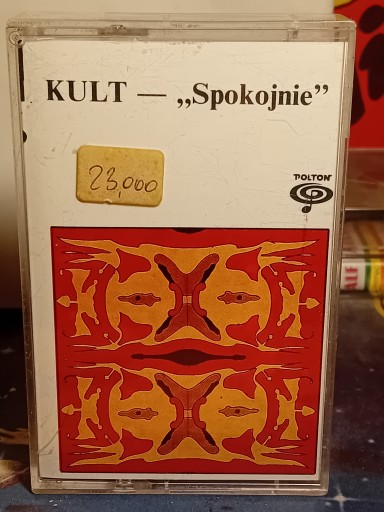 KULT — „Spokojnie”
23,000
POLTON